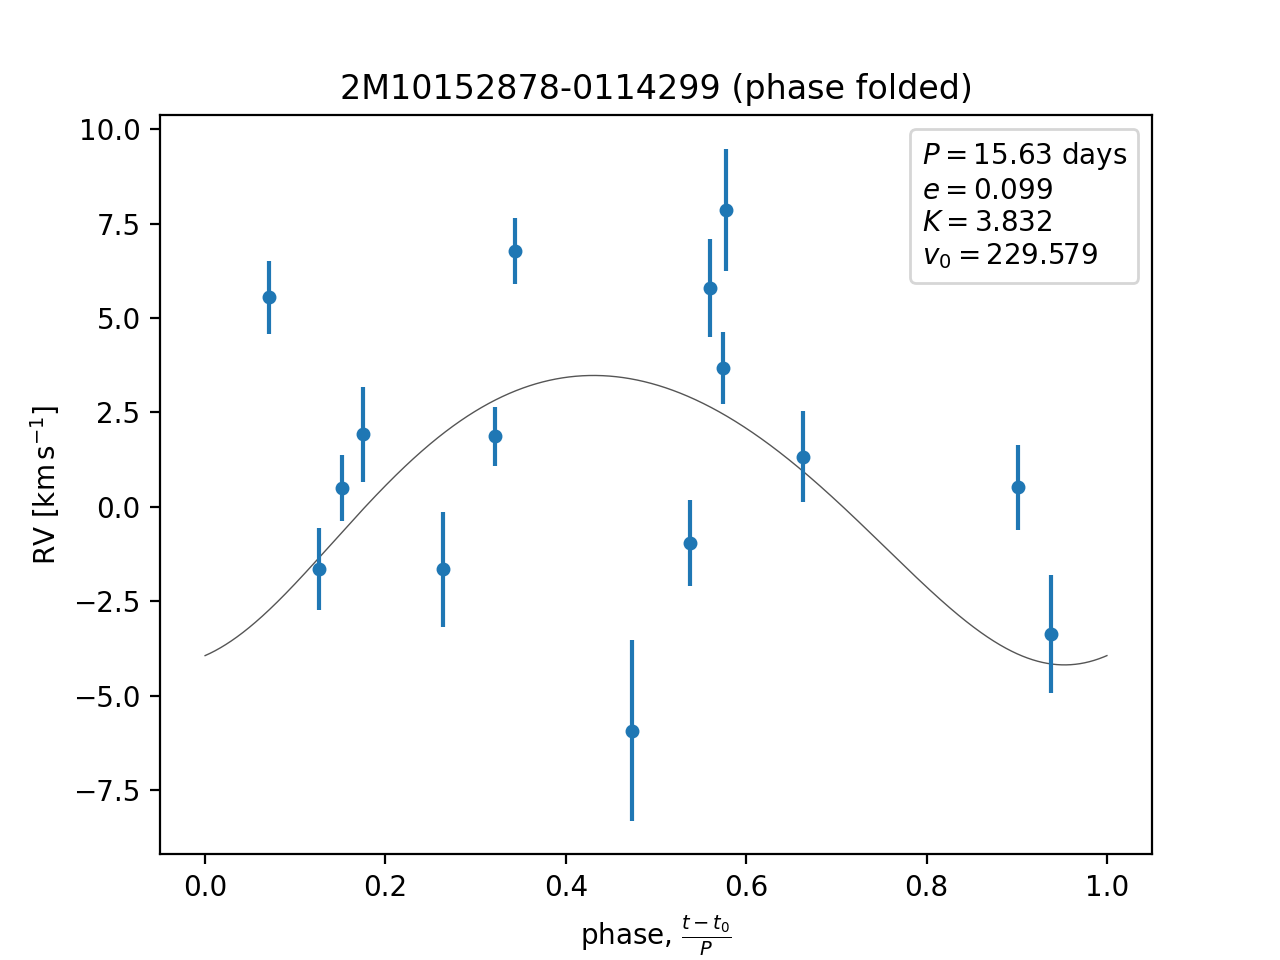 2M10152878-0114299 (phase folded)
10.0
7.5
5.0
2.5
0.0
−2.5
−5.0
−7.5
RV [km s⁻¹]
P = 15.63 days
e = 0.099
K = 3.832
v₀ = 229.579
0.0 0.2 0.4 0.6 0.8 1.0
phase, (t − t₀)/P